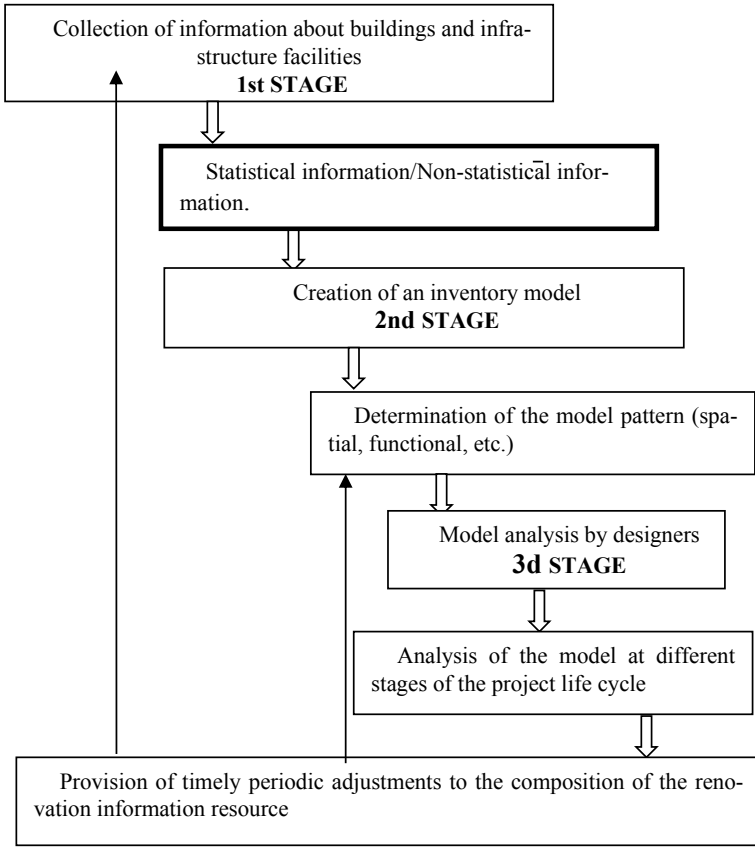 Collection of information about buildings and infra-
structure facilities
1st STAGE
Statistical information/Non-statistical infor-
mation.
Creation of an inventory model
2nd STAGE
Determination of the model pattern (spa-
tial, functional, etc.)
Model analysis by designers
3d STAGE
Analysis of the model at different
stages of the project life cycle
Provision of timely periodic adjustments to the composition of the reno-
vation information resource